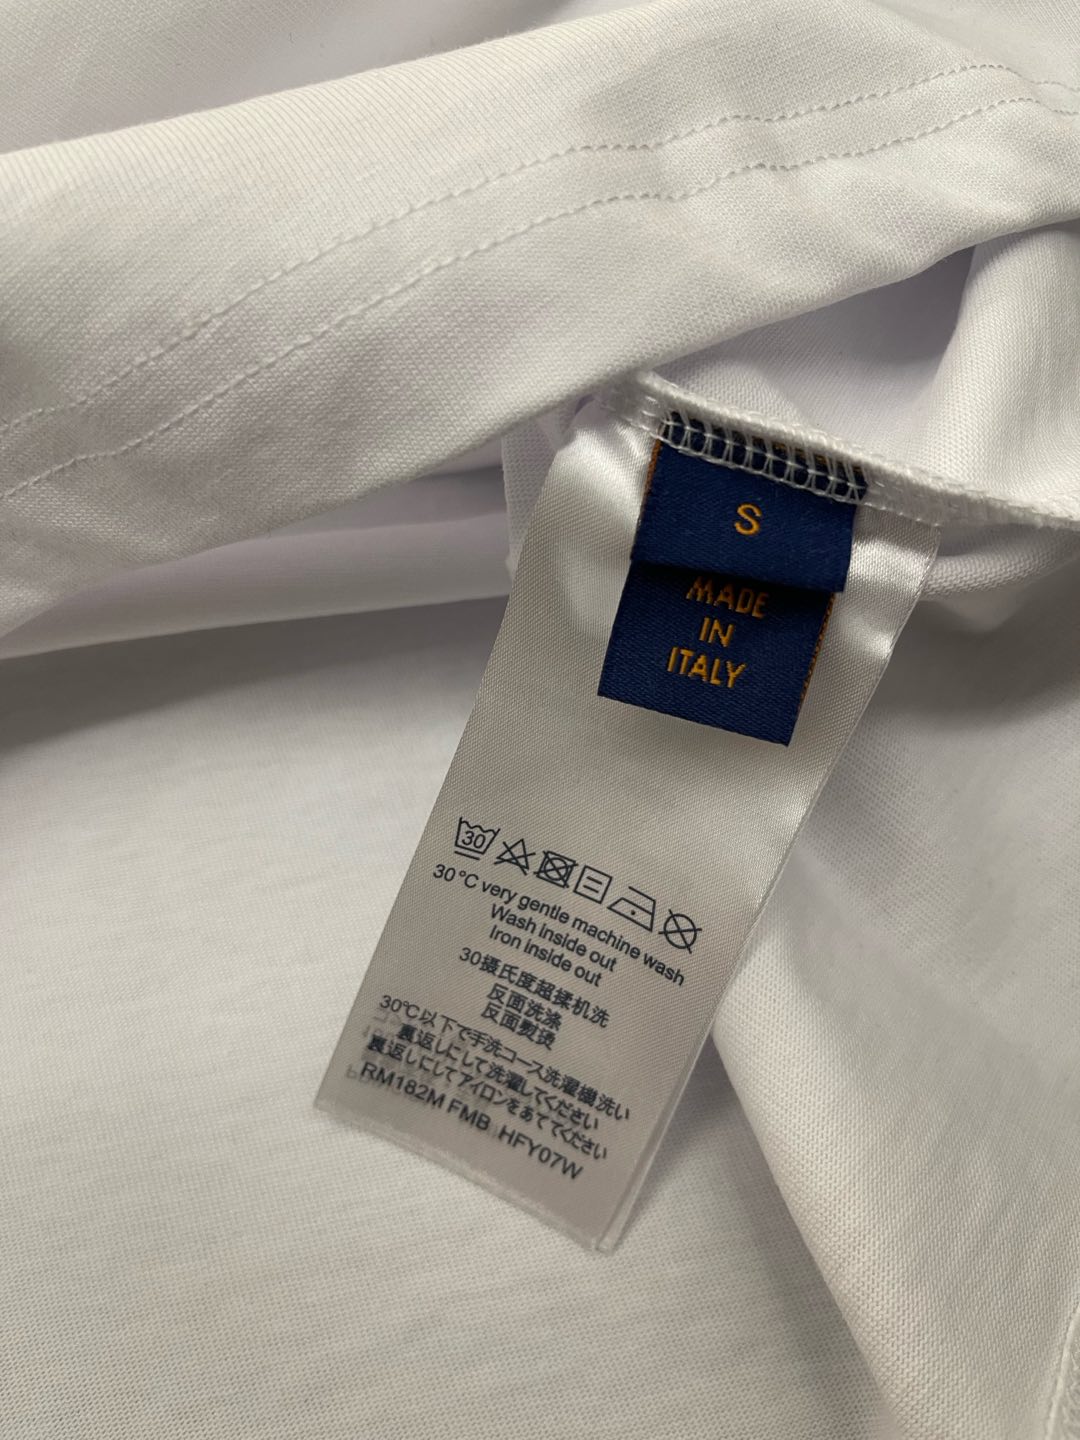 S
MADE
IN
ITALY
30
30 °C very gentle machine wash
Wash inside out
Iron inside out
30摄氏度超揉机洗
反面洗涤
反面熨烫
30℃以下で手洗コース洗濯機洗い
裏返しにして洗濯してください
裏返しにしてアイロンをあててください
RM182M FMB HFY07W